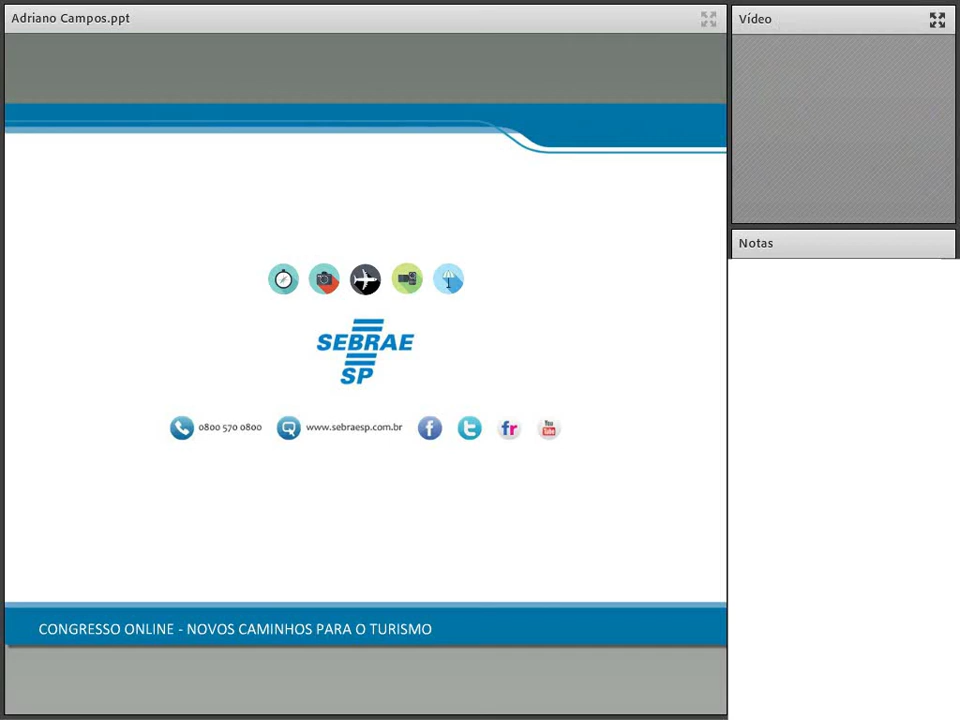 Adriano Campos.ppt
Vídeo
Notas
SEBRAE
SP
0800 570 0800 www.sebraesp.com.br f t fr You Tube
CONGRESSO ONLINE - NOVOS CAMINHOS PARA O TURISMO